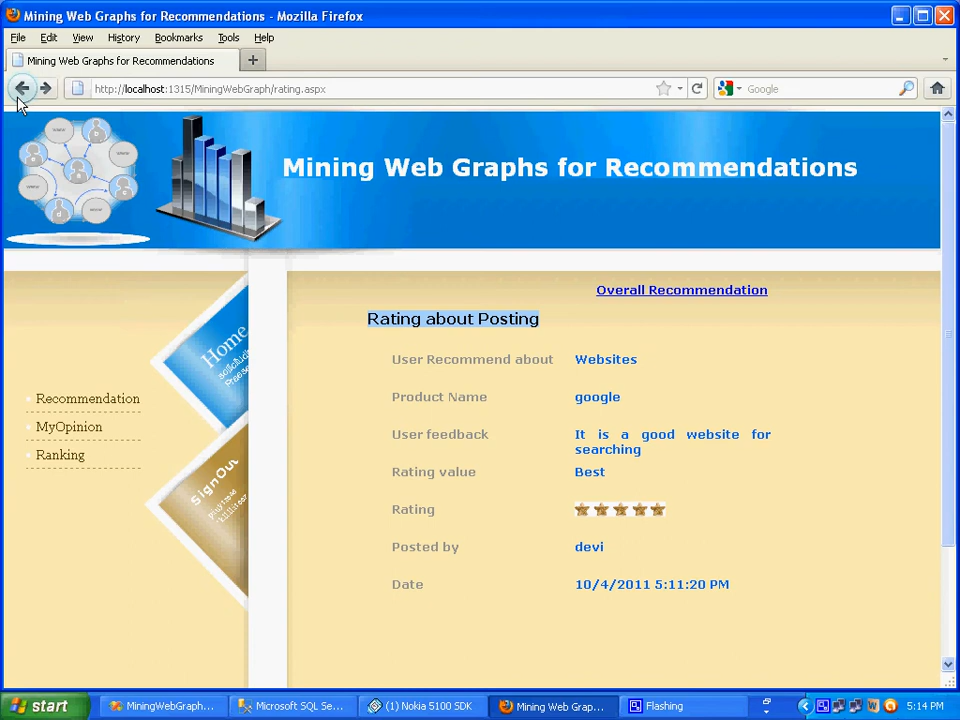 Mining Web Graphs for Recommendations - Mozilla Firefox
File Edit View History Bookmarks Tools Help
Mining Web Graphs for Recommendations
http://localhost:1315/MiningWebGraph/rating.aspx
Google
Mining Web Graphs for Recommendations
Overall Recommendation
Rating about Posting
Home
User Recommend about Websites
Product Name google
Recommendation
MyOpinion
Ranking
User feedback It is a good website for
searching
SignOut
Rating value Best
Rating
Posted by devi
Date 10/4/2011 5:11:20 PM
start
MiningWebGraph...
Microsoft SQL Se...
(1) Nokia 5100 SDK
Mining Web Grap...
Flashing
5:14 PM